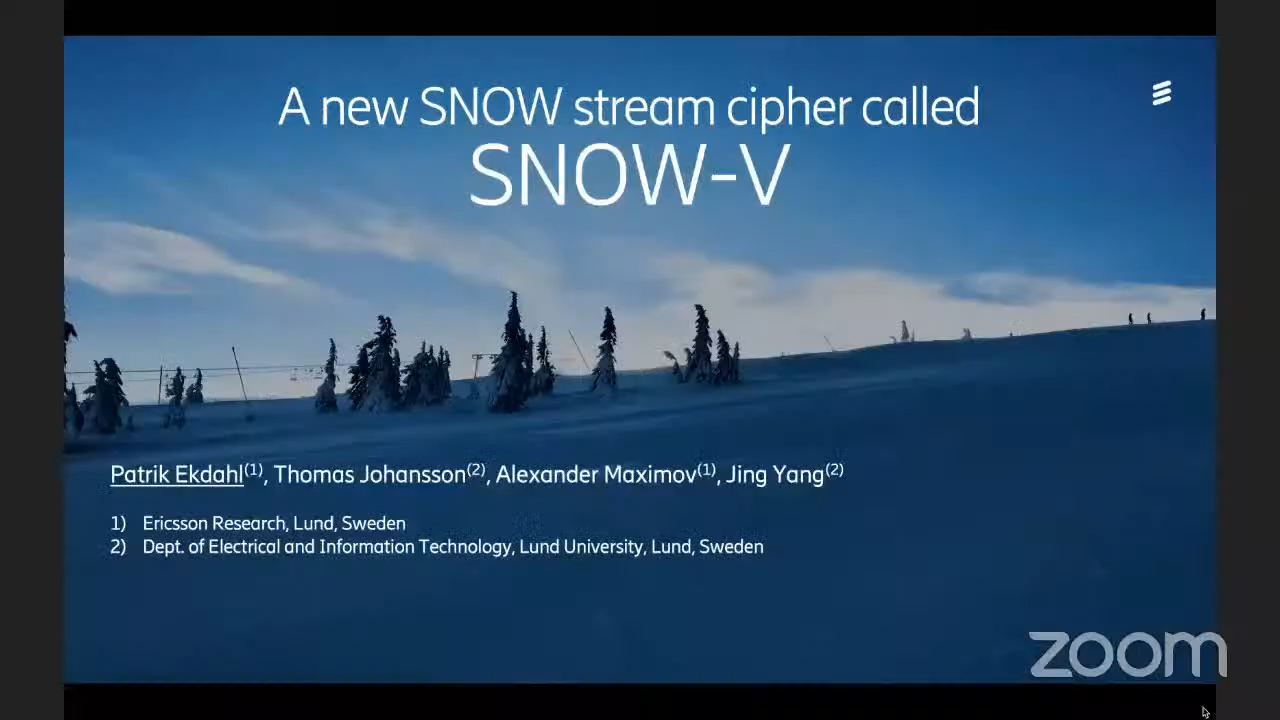 A new SNOW stream cipher called
SNOW-V
Patrik Ekdahl(1), Thomas Johansson(2), Alexander Maximov(1), Jing Yang(2)
1) Ericsson Research, Lund, Sweden
2) Dept. of Electrical and Information Technology, Lund University, Lund, Sweden
zoom